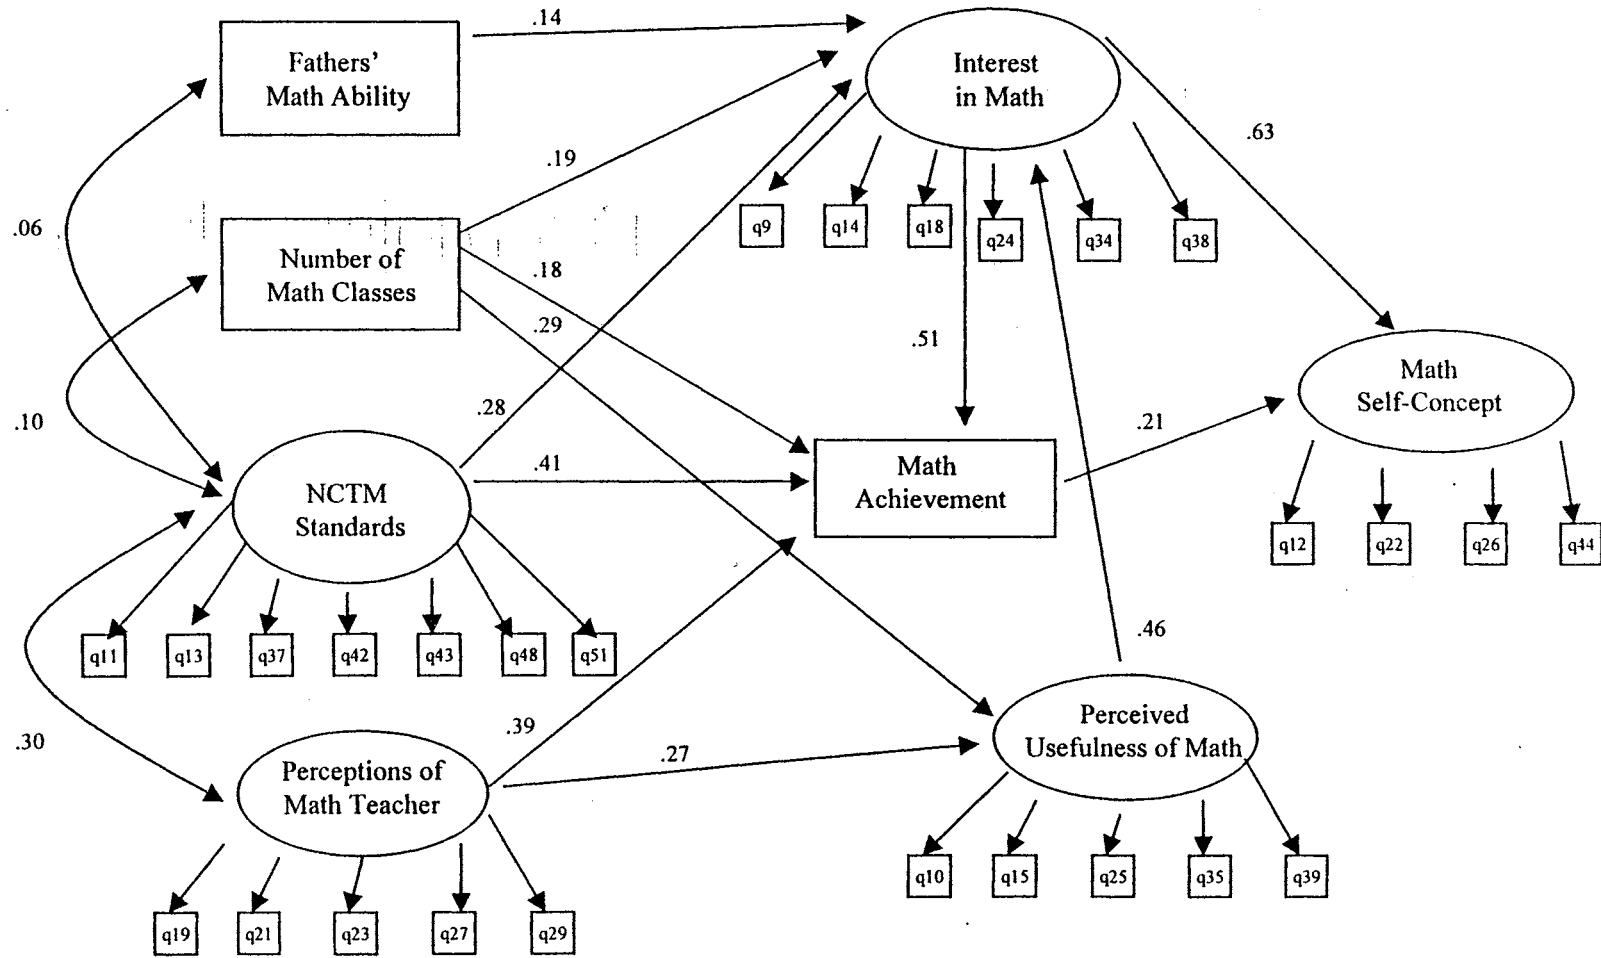 .14
Fathers’
Math Ability
Interest
in Math
.63
.19
.06
q9
q14
q18
q24
q34
q38
Number of
Math Classes
.18
.29
.51
Math
Self-Concept
.10
.28
.21
.41
Math
Achievement
NCTM
Standards
q12
q22
q26
q44
q11
q13
q37
q42
q43
q48
q51
.46
.30
.39
.27
Perceived
Usefulness of Math
Perceptions of
Math Teacher
q10
q15
q25
q35
q39
q19
q21
q23
q27
q29